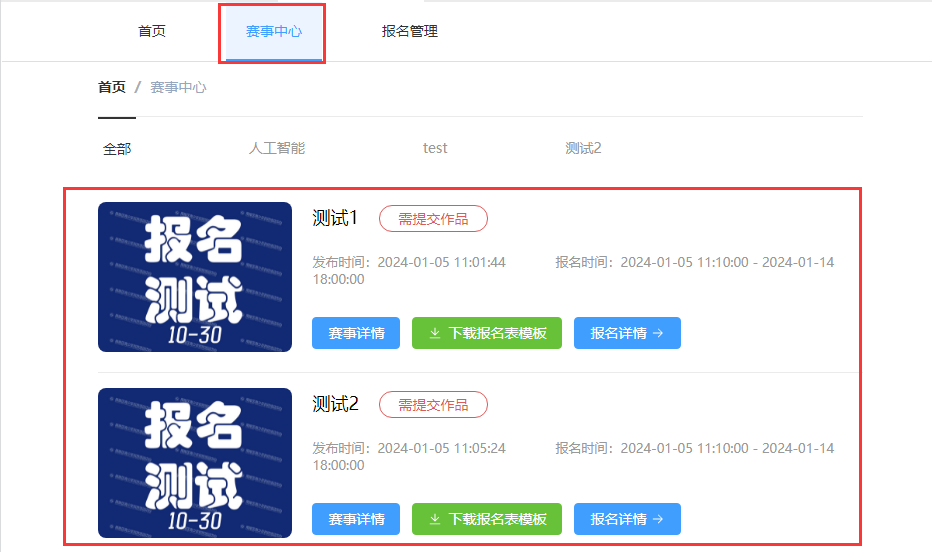 首页 赛事中心 报名管理
首页 / 赛事中心
全部 人工智能 test 测试2
报名
测试
10-30
测试1 需提交作品
发布时间：2024-01-05 11:01:44 报名时间：2024-01-05 11:10:00 - 2024-01-14
18:00:00
赛事详情 下载报名表模板 报名详情
报名
测试
10-30
测试2 需提交作品
发布时间：2024-01-05 11:05:24 报名时间：2024-01-05 11:10:00 - 2024-01-14
18:00:00
赛事详情 下载报名表模板 报名详情